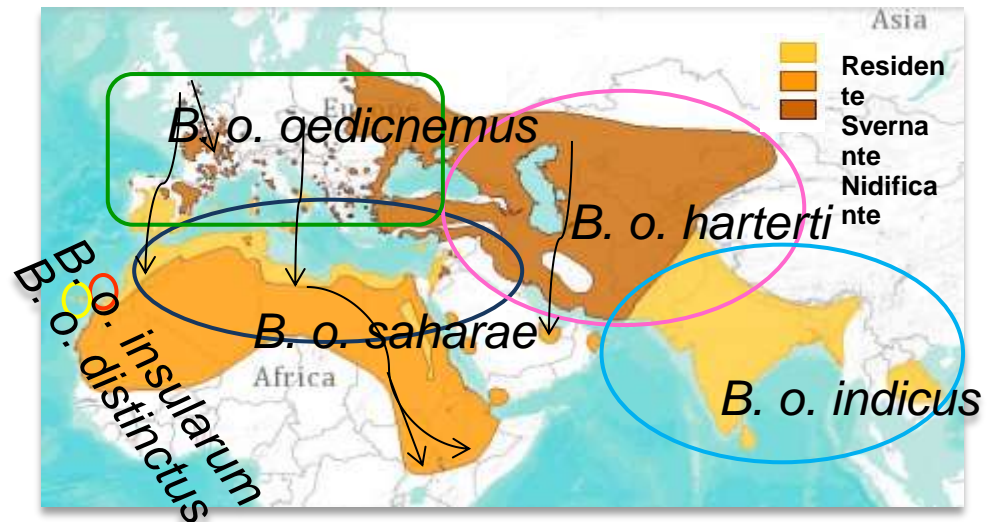 Asia
Residen
te
Sverna
nte
Nidifica
nte
Europe
B. o. oedicnemus
B. o. harterti
B. o. insularum
B. o. distinctus
B. o. saharae
Africa
B. o. indicus